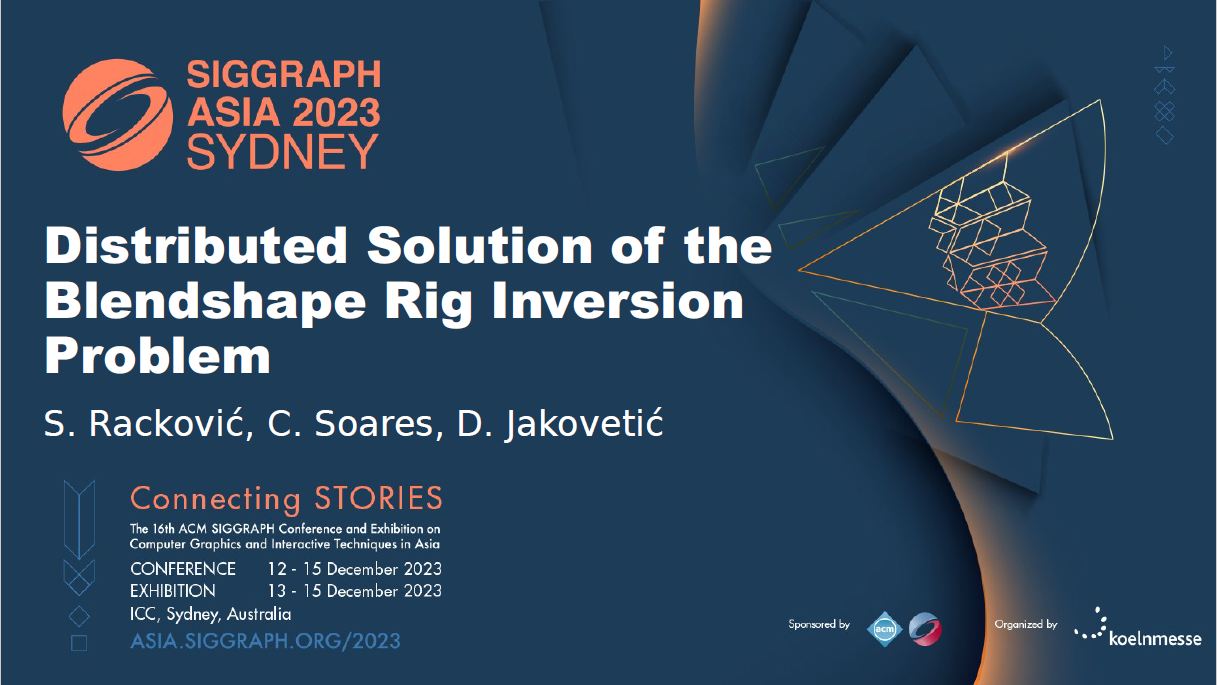 SIGGRAPH
ASIA 2023
SYDNEY
Distributed Solution of the
Blendshape Rig Inversion
Problem
S. Racković, C. Soares, D. Jakovetić
Connecting STORIES
The 16th ACM SIGGRAPH Conference and Exhibition on
Computer Graphics and Interactive Techniques in Asia
CONFERENCE 12 - 15 December 2023
EXHIBITION 13 - 15 December 2023
ICC, Sydney, Australia
ASIA.SIGGRAPH.ORG/2023
Sponsored by acm
Organized by koelnmesse